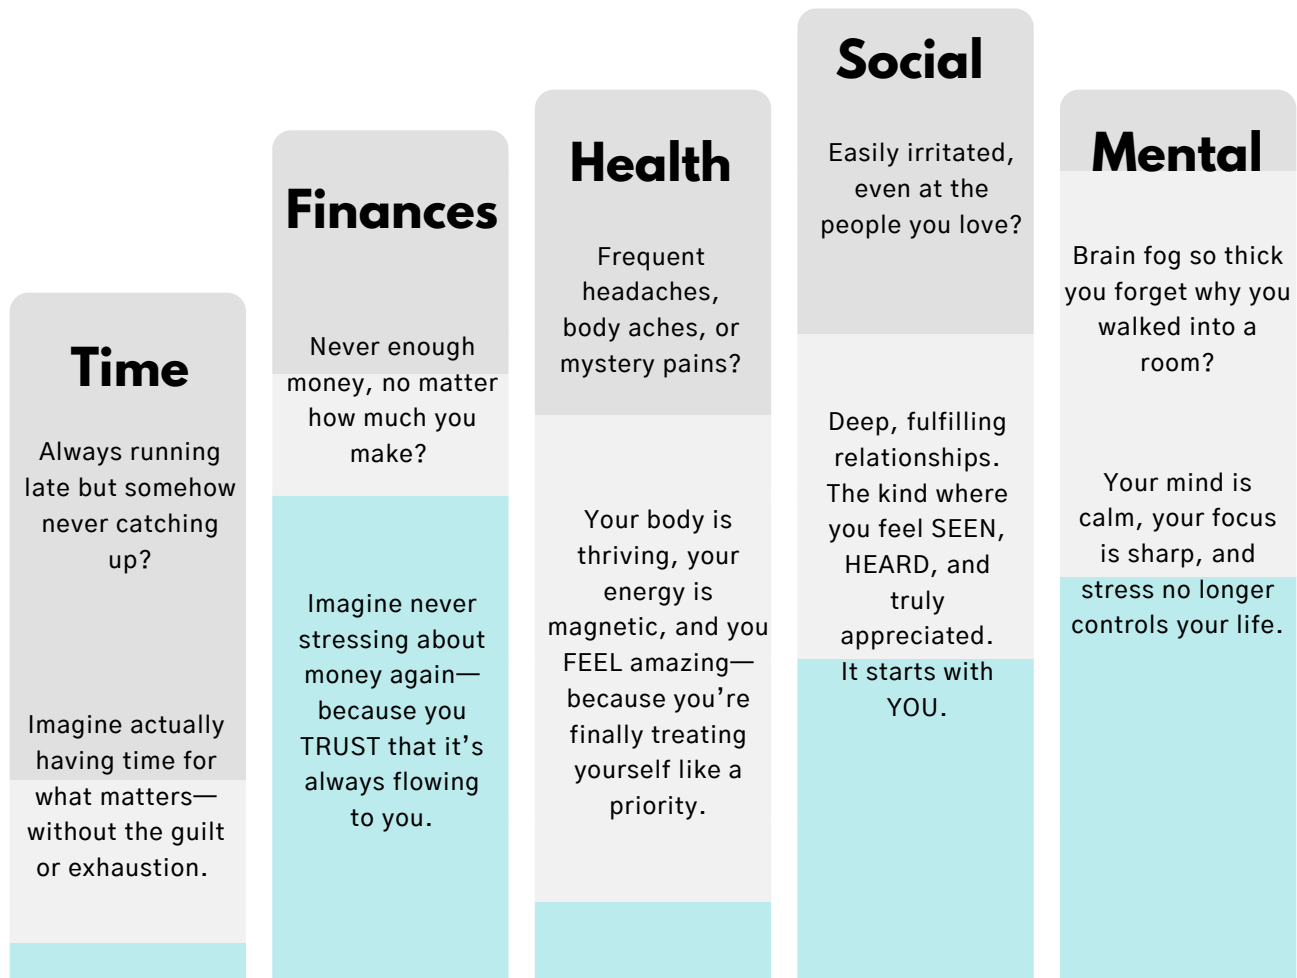 Time
Always running
late but somehow
never catching
up?
Imagine actually
having time for
what matters—
without the guilt
or exhaustion.
Finances
Never enough
money, no matter
how much you
make?
Imagine never
stressing about
money again—
because you
TRUST that it’s
always flowing
to you.
Health
Frequent
headaches,
body aches, or
mystery pains?
Your body is
thriving, your
energy is
magnetic, and you
FEEL amazing—
because you’re
finally treating
yourself like a
priority.
Social
Easily irritated,
even at the
people you love?
Deep, fulfilling
relationships.
The kind where
you feel SEEN,
HEARD, and
truly
appreciated.
It starts with
YOU.
Mental
Brain fog so thick
you forget why you
walked into a
room?
Your mind is
calm, your focus
is sharp, and
stress no longer
controls your life.